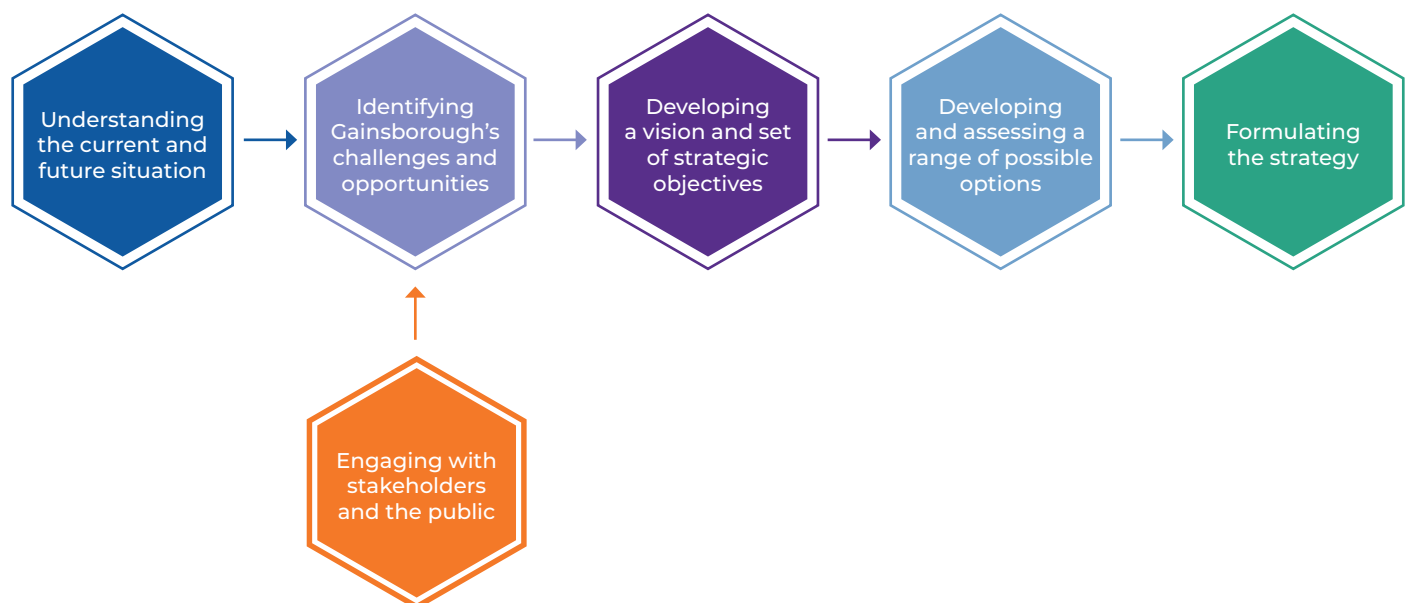 Understanding
the current and
future situation
Identifying
Gainsborough’s
challenges and
opportunities
Developing
a vision and set
of strategic
objectives
Developing
and assessing a
range of possible
options
Formulating
the strategy
Engaging with
stakeholders
and the public